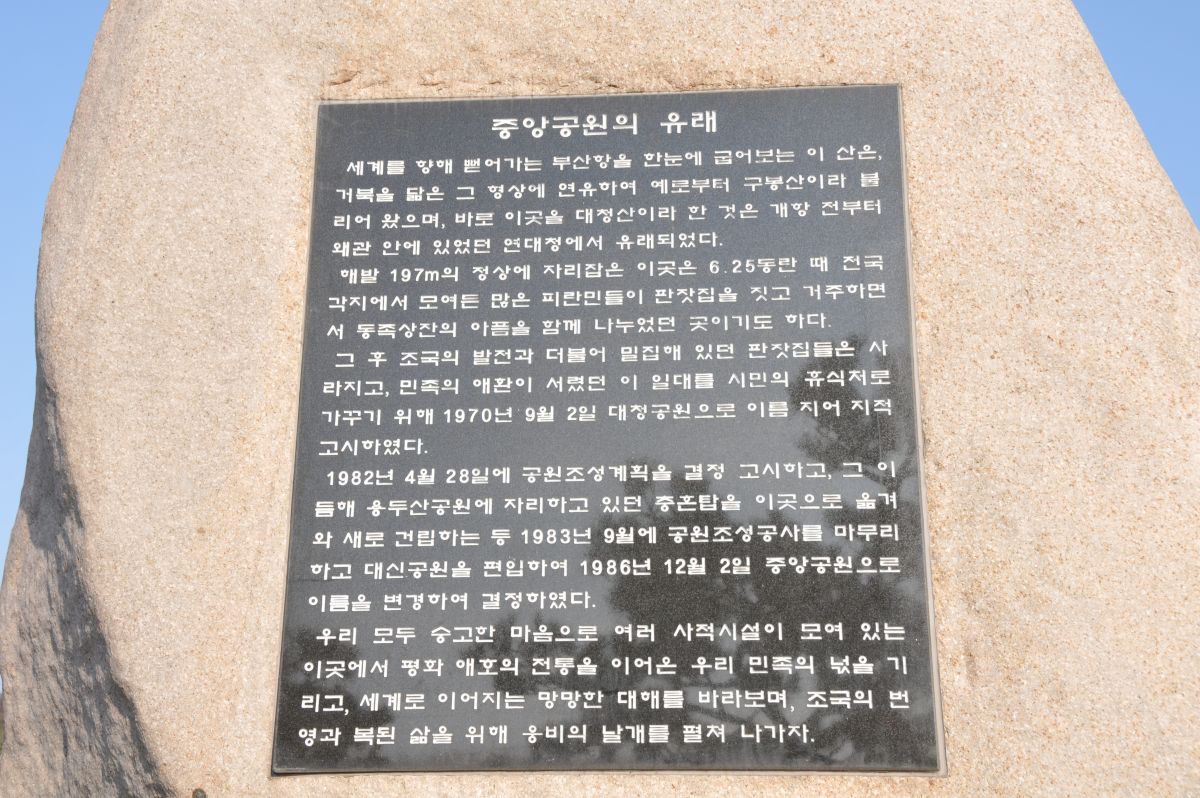 중앙공원의 유래
세계를 향해 뻗어가는 부산항을 한눈에 굽어보는 이 산은,
거북을 닮은 그 형상에 연유하여 예로부터 구봉산이라 불
리어 왔으며, 바로 이곳을 대청산이라 한 것은 개항 전부터
왜관 안에 있었던 연대청에서 유래되었다.
해발 197m의 정상에 자리잡은 이곳은 6.25동란 때 전국
각지에서 모여든 많은 피란민들이 판잣집을 짓고 거주하면
서 동족상잔의 아픔을 함께 나누었던 곳이기도 하다.
그 후 조국의 발전과 더불어 밀집해 있던 판잣집들은 사
라지고, 민족의 애환이 서렸던 이 일대를 시민의 휴식처로
가꾸기 위해 1970년 9월 2일 대청공원으로 이름 지어 지적
고시하였다.
1982년 4월 28일에 공원조성계획을 결정 고시하고, 그 이
듬해 용두산공원에 자리하고 있던 충혼탑을 이곳으로 옮겨
와 새로 건립하는 등 1983년 9월에 공원조성공사를 마무리
하고 대신공원을 편입하여 1986년 12월 2일 중앙공원으로
이름을 변경하여 결정하였다.
우리 모두 숭고한 마음으로 여러 사적시설이 모여 있는
이곳에서 평화 애호의 전통을 이어온 우리 민족의 넋을 기
리고, 세계로 이어지는 망망한 대해를 바라보며, 조국의 번
영과 복된 삶을 위해 웅비의 날개를 펼쳐 나가자.